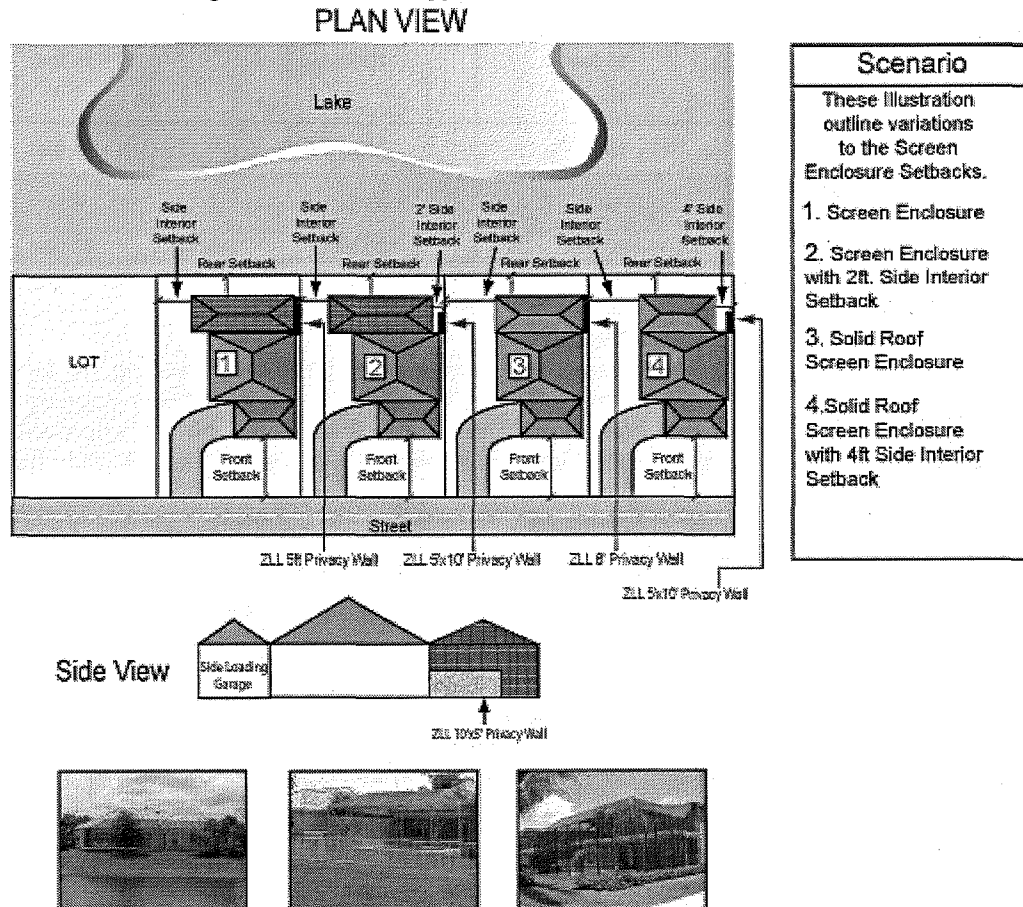 PLAN VIEW
Lake
Side
Interior
Setback
Side
Interior
Setback
2' Side
Interior
Setback
Side
Interior
Setback
Side
Interior
Setback
4' Side
Interior
Setback
Rear Setback
Rear Setback
Rear Setback
Rear Setback
LOT
1
2
3
4
Front
Setback
Front
Setback
Front
Setback
Front
Setback
Street
ZLL 5ft Privacy Wall
ZLL 5'x10' Privacy Wall
ZLL 6' Privacy Wall
ZLL 5'x10' Privacy Wall
Scenario
These Illustration
outline variations
to the Screen
Enclosure Setbacks.
1. Screen Enclosure
2. Screen Enclosure
with 2ft. Side Interior
Setback
3. Solid Roof
Screen Enclosure
4.Solid Roof
Screen Enclosure
with 4ft Side Interior
Setback
Side View
Side Loading
Garage
ZLL 10'x5' Privacy Wall